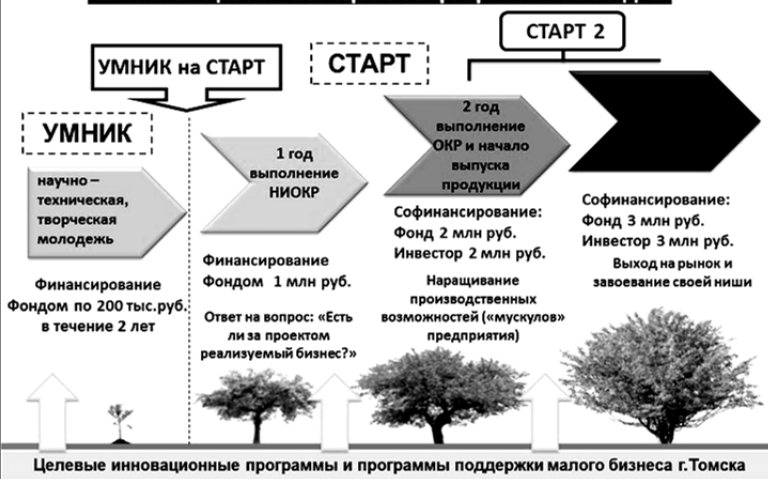 СТАРТ 2
УМНИК на СТАРТ
СТАРТ
УМНИК
научно –
техническая,
творческая
молодежь
Финансирование
Фондом по 200 тыс.руб.
в течение 2 лет
1 год
выполнение
НИОКР
Финансирование
Фондом 1 млн руб.
Ответ на вопрос: «Есть
ли за проектом
реализуемый бизнес?»
2 год
выполнение
ОКР и начало
выпуска
продукции
Софинансирование:
Фонд 2 млн руб.
Инвестор 2 млн руб.
Наращивание
производственных
возможностей («мускулов»
предприятия)
Софинансирование:
Фонд 3 млн руб.
Инвестор 3 млн руб.
Выход на рынок и
завоевание своей ниши
Целевые инновационные программы и программы поддержки малого бизнеса г.Томска